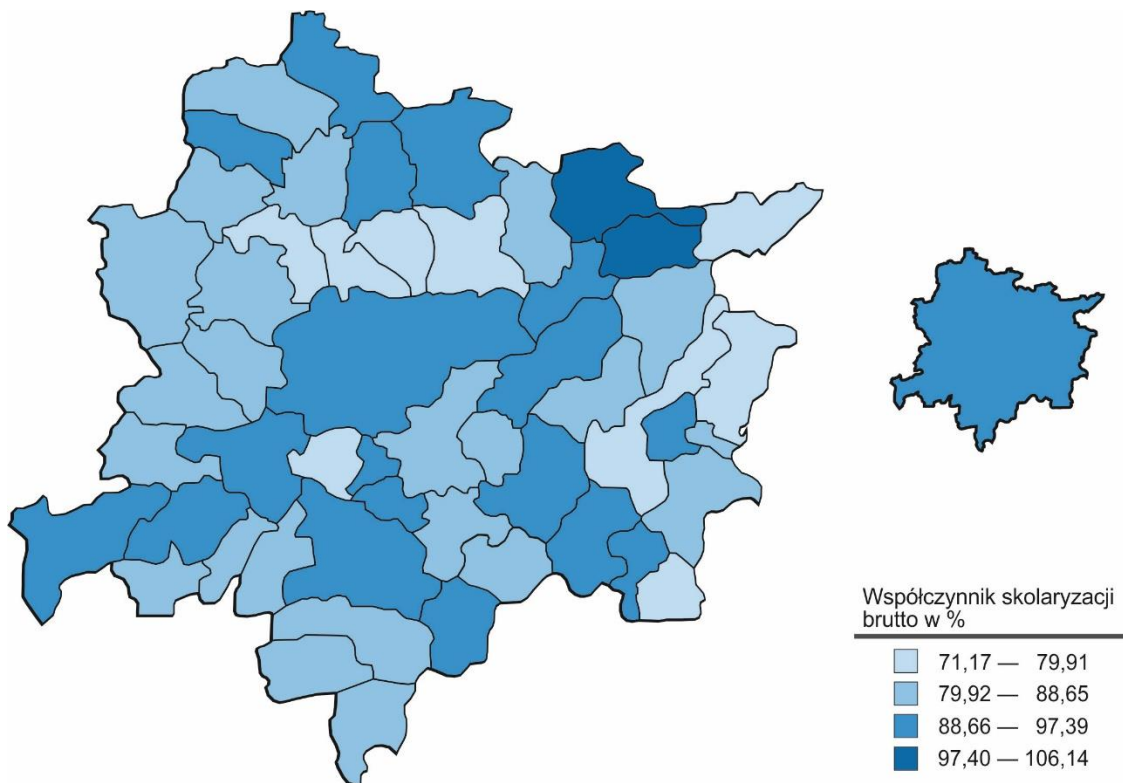 Współczynnik skolaryzacji
brutto w %
71,17 — 79,91
79,92 — 88,65
88,66 — 97,39
97,40 — 106,14